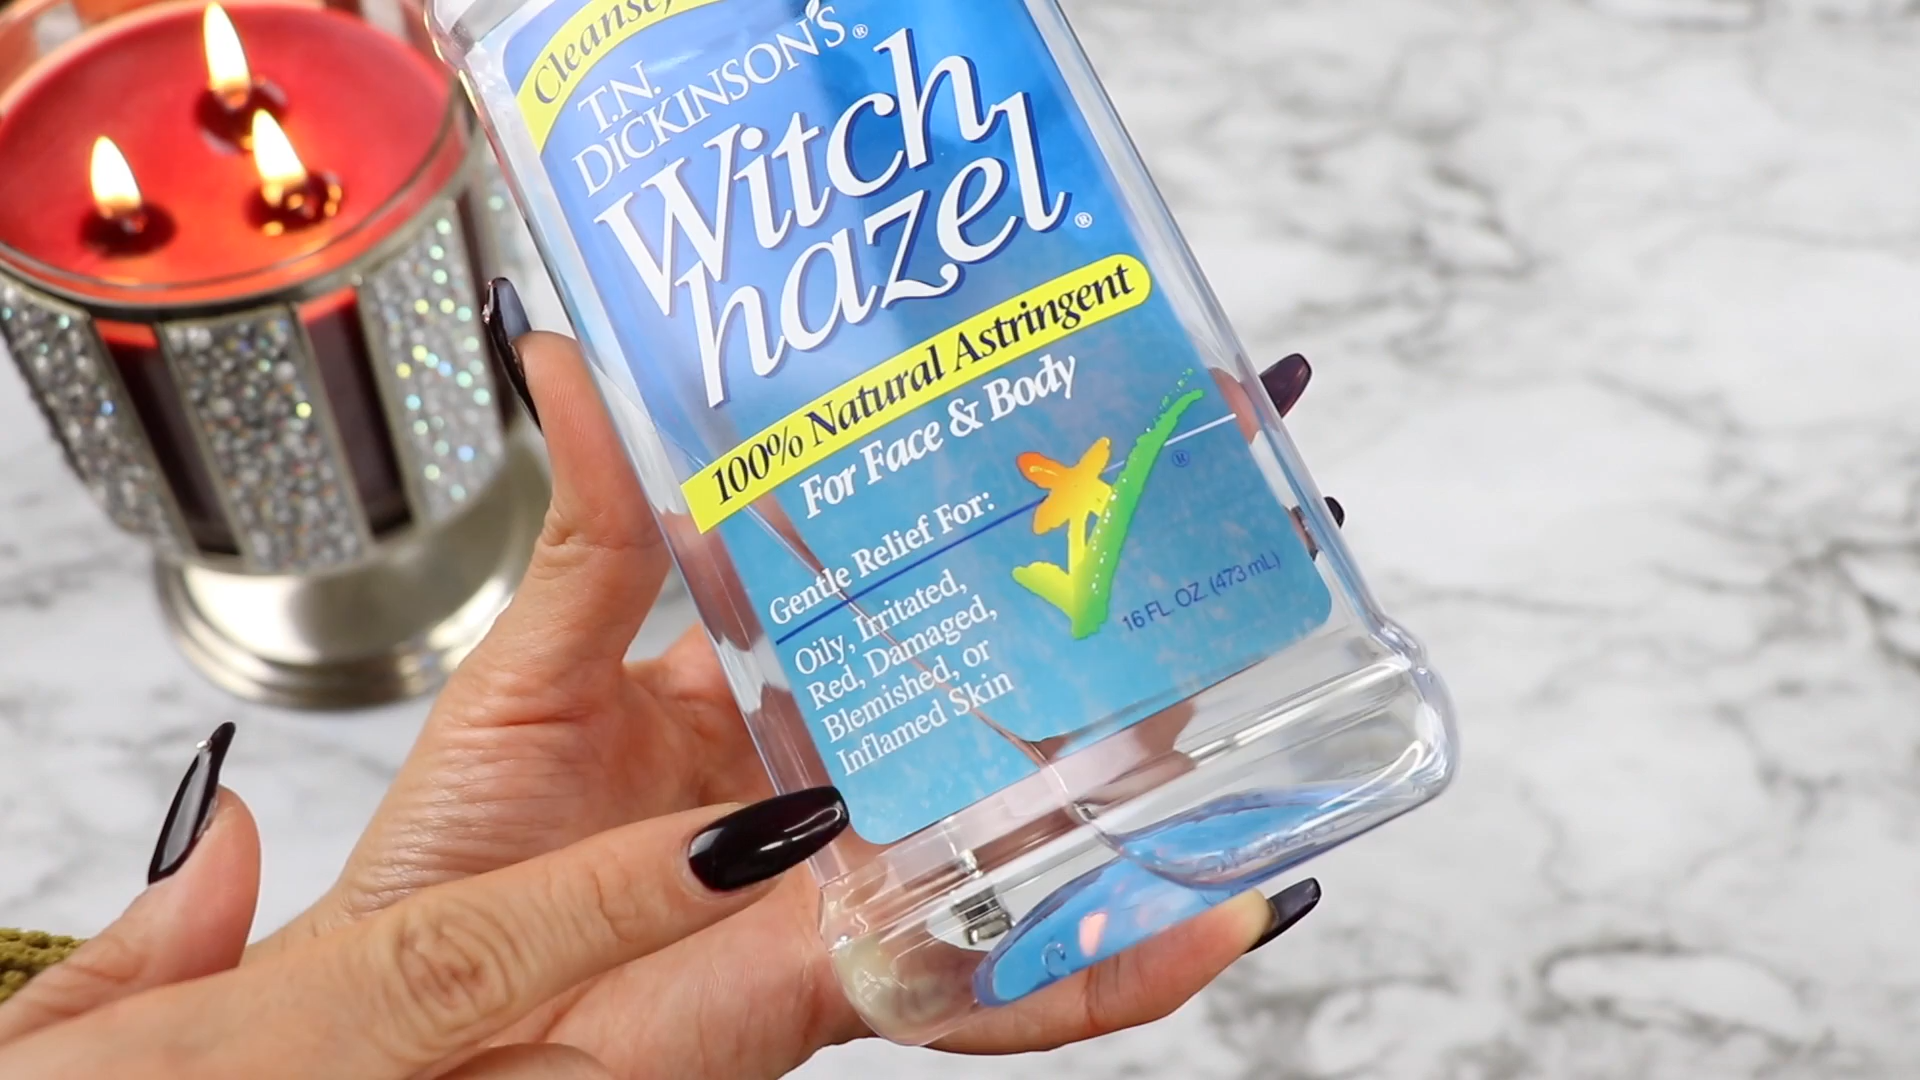 T.N.
DICKINSON'S®
Witch
hazel®
100% Natural Astringent
For Face & Body
Gentle Relief For:
Oily, Irritated,
Red, Damaged,
Blemished, or
Inflamed Skin
®
16 FL. OZ. (473 mL)